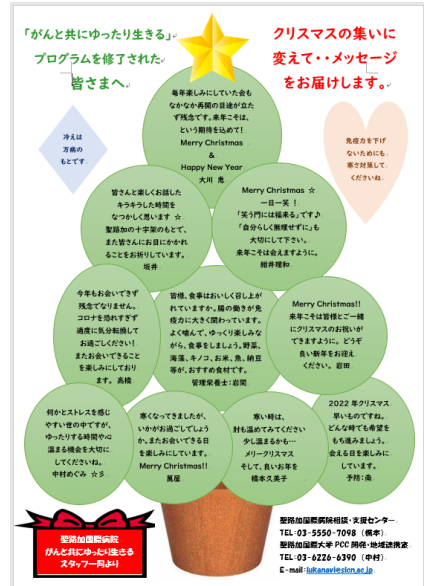 「がんと共にゆったり生きる」
プログラムを修了された
皆さまへ
クリスマスの集いに
変えて・・メッセージ
をお届けします。
冷えは
万病の
もとです。
免疫力を下げ
ないためにも
寒さ対策して
くださいね
毎年楽しみにしていた会も
なかなか再開の目途が立た
ず残念です。来年こそは、
という期待を込めて！
Merry Christmas
&
Happy New Year
大川 恵
皆さんと楽しくお話した
キラキラした時間を
なつかしく思います ☆
聖路加の十字架のもとで、
また皆さんにお目にかかれ
ることをお祈りしています。
坂井
Merry Christmas ☆
一日一笑！
「笑う門には福来る」です♪
「自分らしく無理せずに」も
大切にして下さい。
来年こそは会えますように。
細井理和
今年もお会いできず
残念でなりません。
コロナを恐れすぎず
適度に気分転換して
お過ごしください！
またお会いできること
を楽しみにしており
ます。 高橋
皆様、食事はおいしく召し上が
れていますか。腸の働きが免
疫力に大きく関わっています。
よく噛んで、ゆっくり楽しみな
がら、食事をしましょう。野菜、
海藻、キノコ、お米、魚、納豆
等が、おすすめ食材です。
管理栄養士：岩間
Merry Christmas!!
来年こそは皆様とご一緒
にクリスマスのお祝いが
できますように。どうぞ
良い新年をお迎え
ください。 岩田
何かとストレスを感じ
やすい世の中ですが、
ゆったりする時間や心
温まる機会を大切に
してくださいね。
中村めぐみ ☆彡
寒くなってきましたが、
いかがお過ごしでしょう
か。またお会いできる日
を楽しみにしています。
Merry Christmas!!
萬屋
寒い時は、
肘も温めてみてください
少し温まるかも…
メリークリスマス
そして、良いお年を
橋本久美子
2022年クリスマス
早いものですね。
どんな時でも希望を
もち進みましょう。
会える日を楽しみに
しています。
予防：南
聖路加国際病院
がんと共にゆったり生きる
スタッフ一同より
聖路加国際病院相談・支援センター
TEL：03-5550-7098 （橋本）
聖路加国際大学 PCC 開発・地域連携室
TEL：03-6226-6390 （中村）
E-mail：lukanavi@slcn.ac.jp